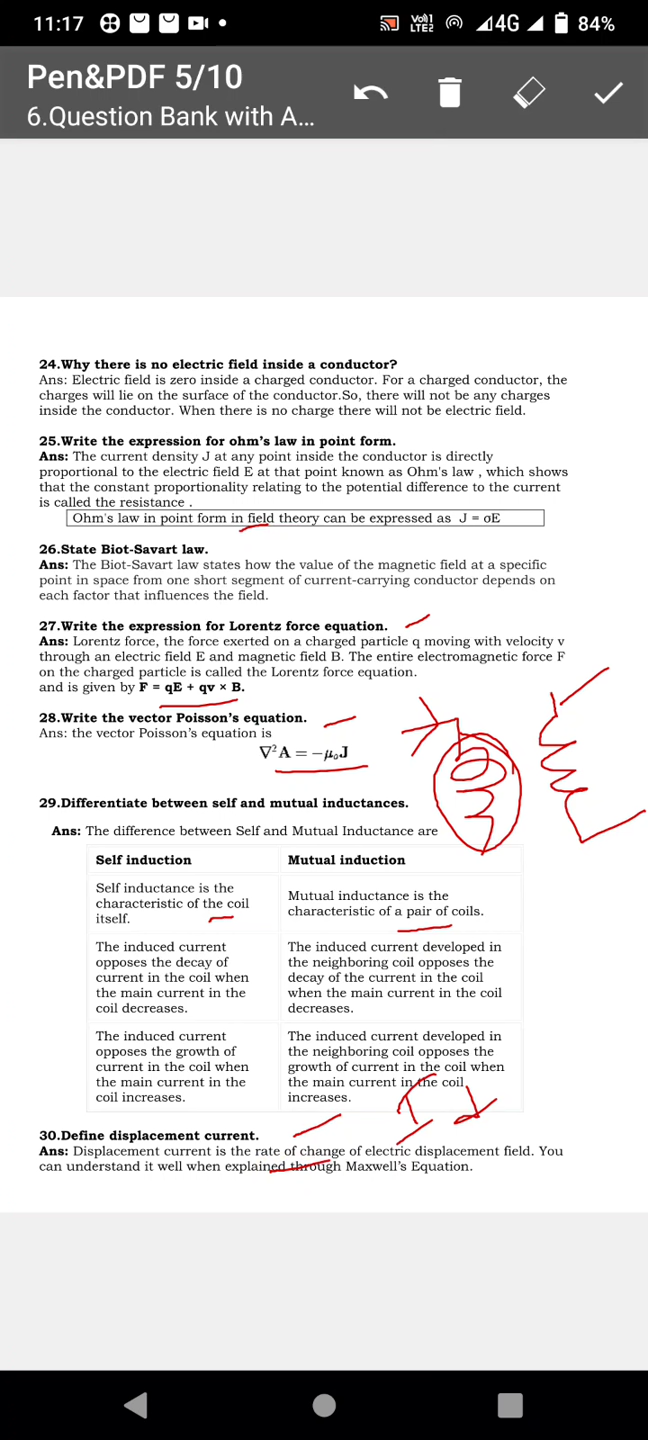 11:17
Vo)) 1
LTE2
4G
84%
Pen&PDF 5/10
6.Question Bank with A...
24.Why there is no electric field inside a conductor?
Ans: Electric field is zero inside a charged conductor. For a charged conductor, the
charges will lie on the surface of the conductor.So, there will not be any charges
inside the conductor. When there is no charge there will not be electric field.
25.Write the expression for ohm's law in point form.
Ans: The current density J at any point inside the conductor is directly
proportional to the electric field E at that point known as Ohm's law , which shows
that the constant proportionality relating to the potential difference to the current
is called the resistance .
Ohm's law in point form in field theory can be expressed as J = σE
26.State Biot-Savart law.
Ans: The Biot-Savart law states how the value of the magnetic field at a specific
point in space from one short segment of current-carrying conductor depends on
each factor that influences the field.
27.Write the expression for Lorentz force equation.
Ans: Lorentz force, the force exerted on a charged particle q moving with velocity v
through an electric field E and magnetic field B. The entire electromagnetic force F
on the charged particle is called the Lorentz force equation.
and is given by F = qE + qv × B.
28.Write the vector Poisson's equation.
Ans: the vector Poisson's equation is
∇²A = −μ₀J
29.Differentiate between self and mutual inductances.
Ans: The difference between Self and Mutual Inductance are
Self induction
Mutual induction
Self inductance is the
characteristic of the coil
itself.
Mutual inductance is the
characteristic of a pair of coils.
The induced current
opposes the decay of
current in the coil when
the main current in the
coil decreases.
The induced current developed in
the neighboring coil opposes the
decay of the current in the coil
when the main current in the coil
decreases.
The induced current
opposes the growth of
current in the coil when
the main current in the
coil increases.
The induced current developed in
the neighboring coil opposes the
growth of current in the coil when
the main current in the coil
increases.
I d
30.Define displacement current.
Ans: Displacement current is the rate of change of electric displacement field. You
can understand it well when explained through Maxwell's Equation.